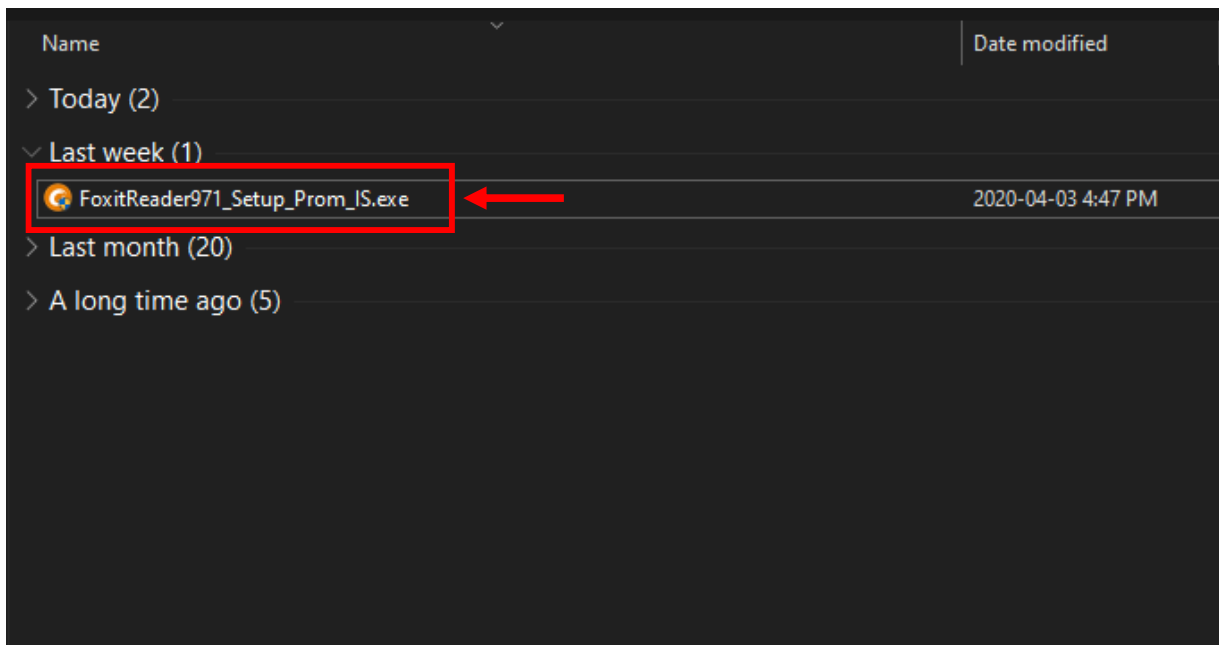 Name Date modified
Today (2)
Last week (1)
FoxitReader971_Setup_Prom_IS.exe 2020-04-03 4:47 PM
Last month (20)
A long time ago (5)